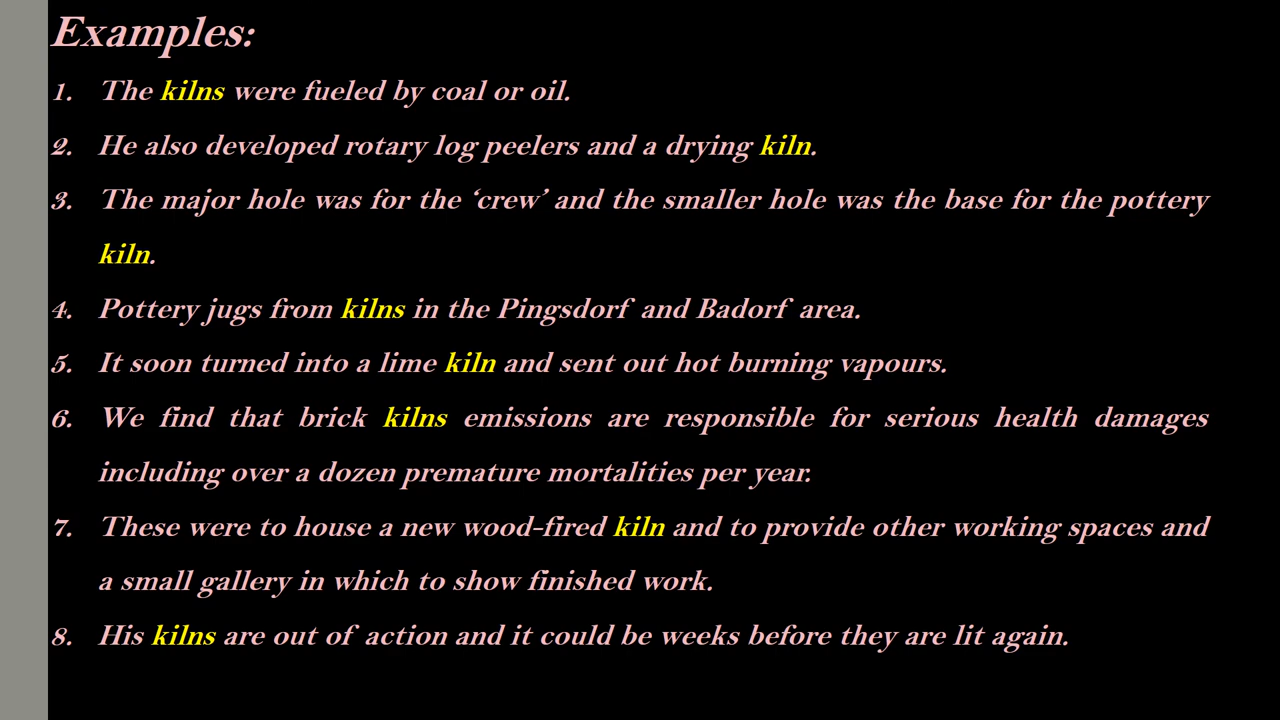 Examples:
1. The kilns were fueled by coal or oil.
2. He also developed rotary log peelers and a drying kiln.
3. The major hole was for the ‘crew’ and the smaller hole was the base for the pottery
kiln.
4. Pottery jugs from kilns in the Pingsdorf and Badorf area.
5. It soon turned into a lime kiln and sent out hot burning vapours.
6. We find that brick kilns emissions are responsible for serious health damages
including over a dozen premature mortalities per year.
7. These were to house a new wood-fired kiln and to provide other working spaces and
a small gallery in which to show finished work.
8. His kilns are out of action and it could be weeks before they are lit again.